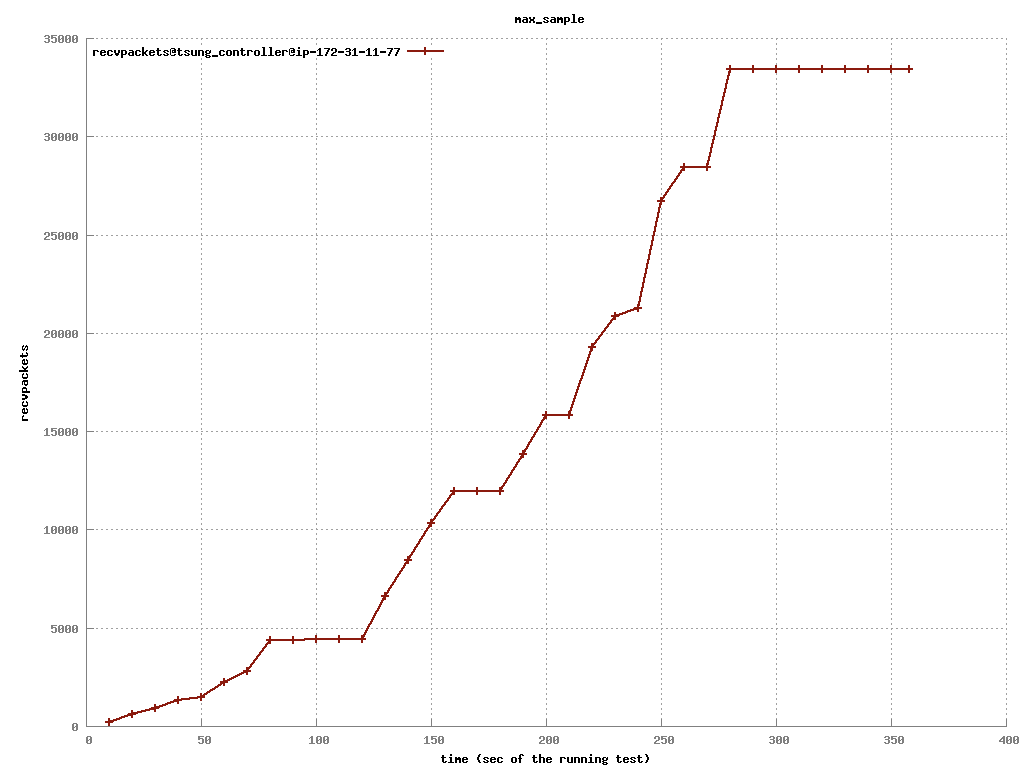 max_sample
recvpackets@tsung_controller@ip-172-31-11-77
35000
30000
25000
20000
15000
10000
5000
0
recvpackets
0 50 100 150 200 250 300 350 400
time (sec of the running test)